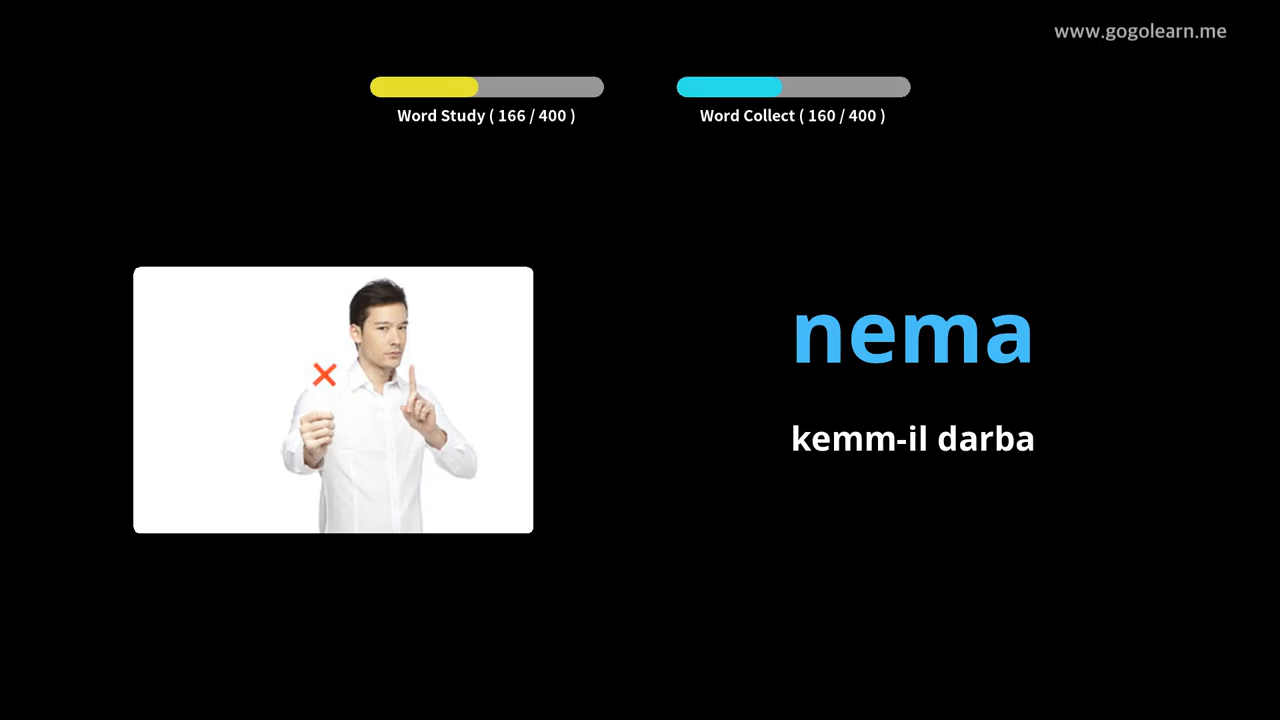 www.gogolearn.me
Word Study ( 166 / 400 )
Word Collect ( 160 / 400 )
nema
kemm-il darba